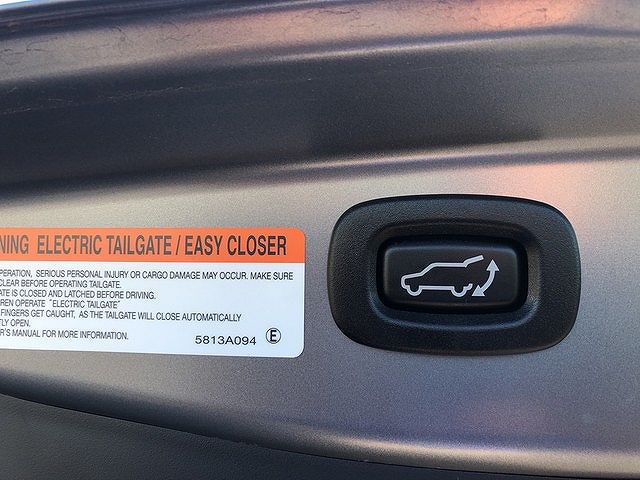 NING ELECTRIC TAILGATE / EASY CLOSER
PERATION, SERIOUS PERSONAL INJURY OR CARGO DAMAGE MAY OCCUR. MAKE SURE
CLEAR BEFORE OPERATING TAILGATE.
ATE IS CLOSED AND LATCHED BEFORE DRIVING.
REN OPERATE "ELECTRIC TAILGATE"
FINGERS GET CAUGHT, AS THE TAILGATE WILL CLOSE AUTOMATICALLY
TLY OPEN.
R'S MANUAL FOR MORE INFORMATION.
5813A094 E